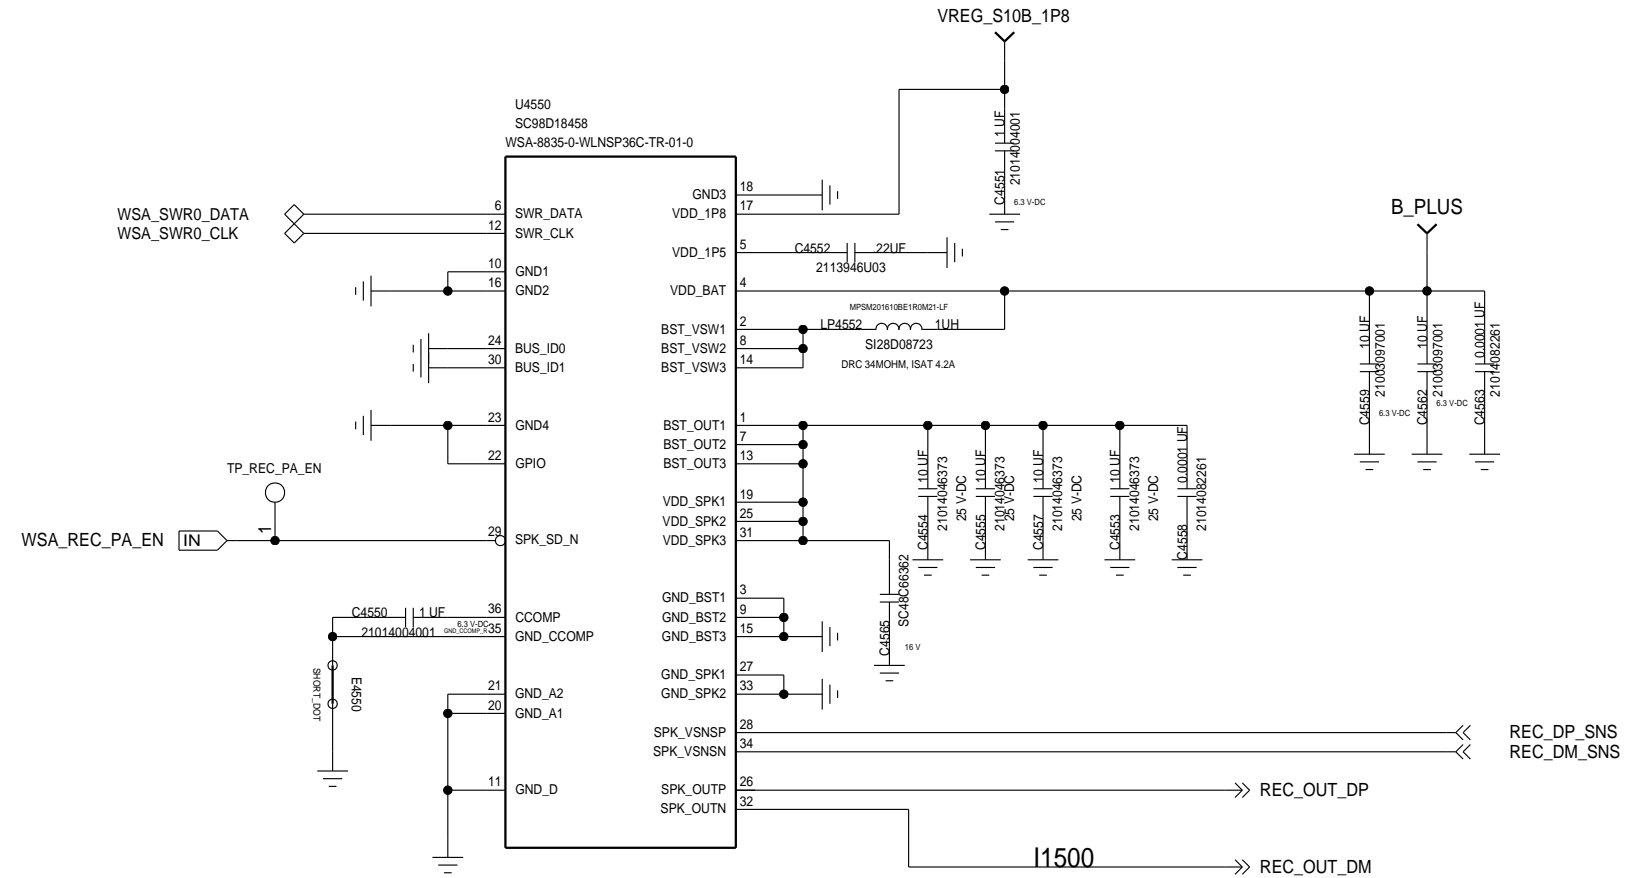 VREG_S10B_1P8
U4550
SC98D18458
WSA-8835-0-WLNSP36C-TR-01-0
C4551 1 UF
21014004001
6.3 V-DC
18 GND3
17 VDD_1P8
WSA_SWR0_DATA 6 SWR_DATA
WSA_SWR0_CLK 12 SWR_CLK
B_PLUS
5 VDD_1P5 C4552 .22UF
2113946U03
10 GND1
16 GND2
4 VDD_BAT
MPSM201610BE1R0M21-LF
LP4552 1UH
SI28D08723
DRC 34MOHM, ISAT 4.2A
2 BST_VSW1
8 BST_VSW2
14 BST_VSW3
24 BUS_ID0
30 BUS_ID1
C4559 10 UF
21003097001
6.3 V-DC
C4562 10 UF
21003097001
6.3 V-DC
C4563 0.0001 UF
21014082261
23 GND4
22 GPIO
1 BST_OUT1
7 BST_OUT2
13 BST_OUT3
19 VDD_SPK1
25 VDD_SPK2
31 VDD_SPK3
C4554 10 UF
21014046373
25 V-DC
C4555 10 UF
21014046373
25 V-DC
C4557 10 UF
21014046373
25 V-DC
C4553 10 UF
21014046373
25 V-DC
C4558 0.0001 UF
21014082261
TP_REC_PA_EN
1
WSA_REC_PA_EN IN 29 SPK_SD_N
C4565
SC48C66362
16 V
3 GND_BST1
9 GND_BST2
15 GND_BST3
C4550 1 UF 36 CCOMP
6.3 V-DC
21014004001 GND_CCOMP_R 35 GND_CCOMP
E4550
SHORT_DOT
27 GND_SPK1
33 GND_SPK2
21 GND_A2
20 GND_A1
28 SPK_VSNSP REC_DP_SNS
34 SPK_VSNSN REC_DM_SNS
11 GND_D
26 SPK_OUTP REC_OUT_DP
32 SPK_OUTN
I1500 REC_OUT_DM